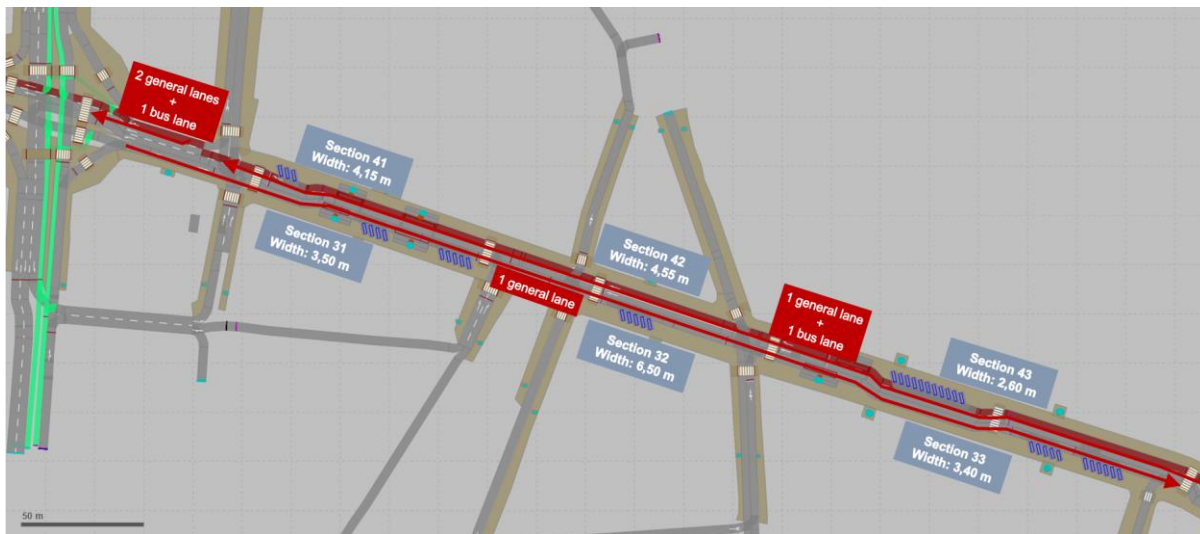 2 general lanes
+
1 bus lane
Section 41
Width: 4,15 m
Section 31
Width: 3,50 m
1 general lane
Section 42
Width: 4,55 m
Section 32
Width: 6,50 m
1 general lane
+
1 bus lane
Section 43
Width: 2,60 m
Section 33
Width: 3,40 m
50 m